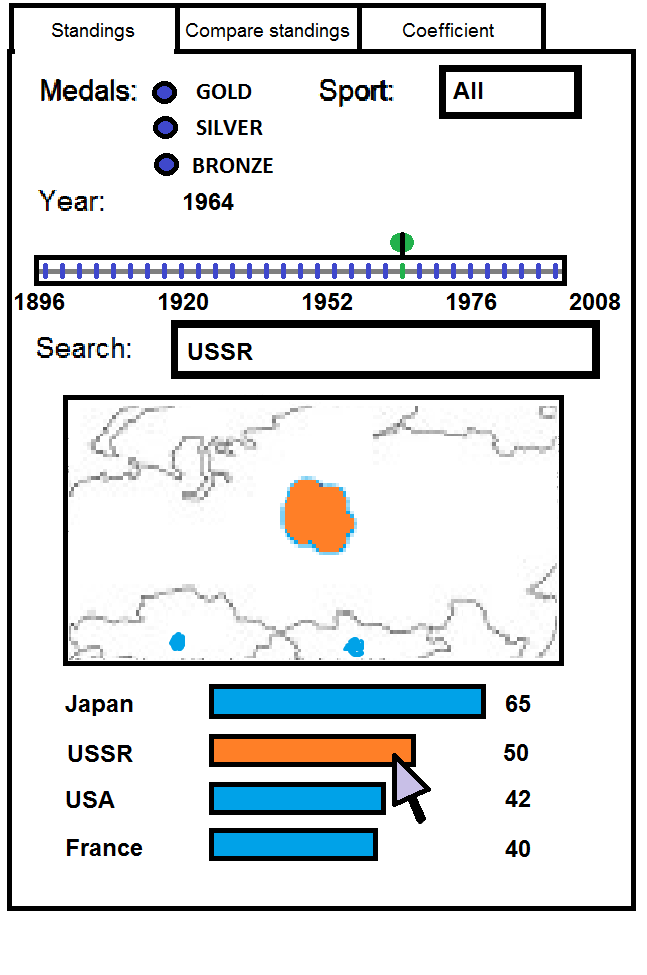 Standings Compare standings Coefficient
Medals: GOLD Sport: All
SILVER
BRONZE
Year: 1964
1896 1920 1952 1976 2008
Search: USSR
Japan 65
USSR 50
USA 42
France 40